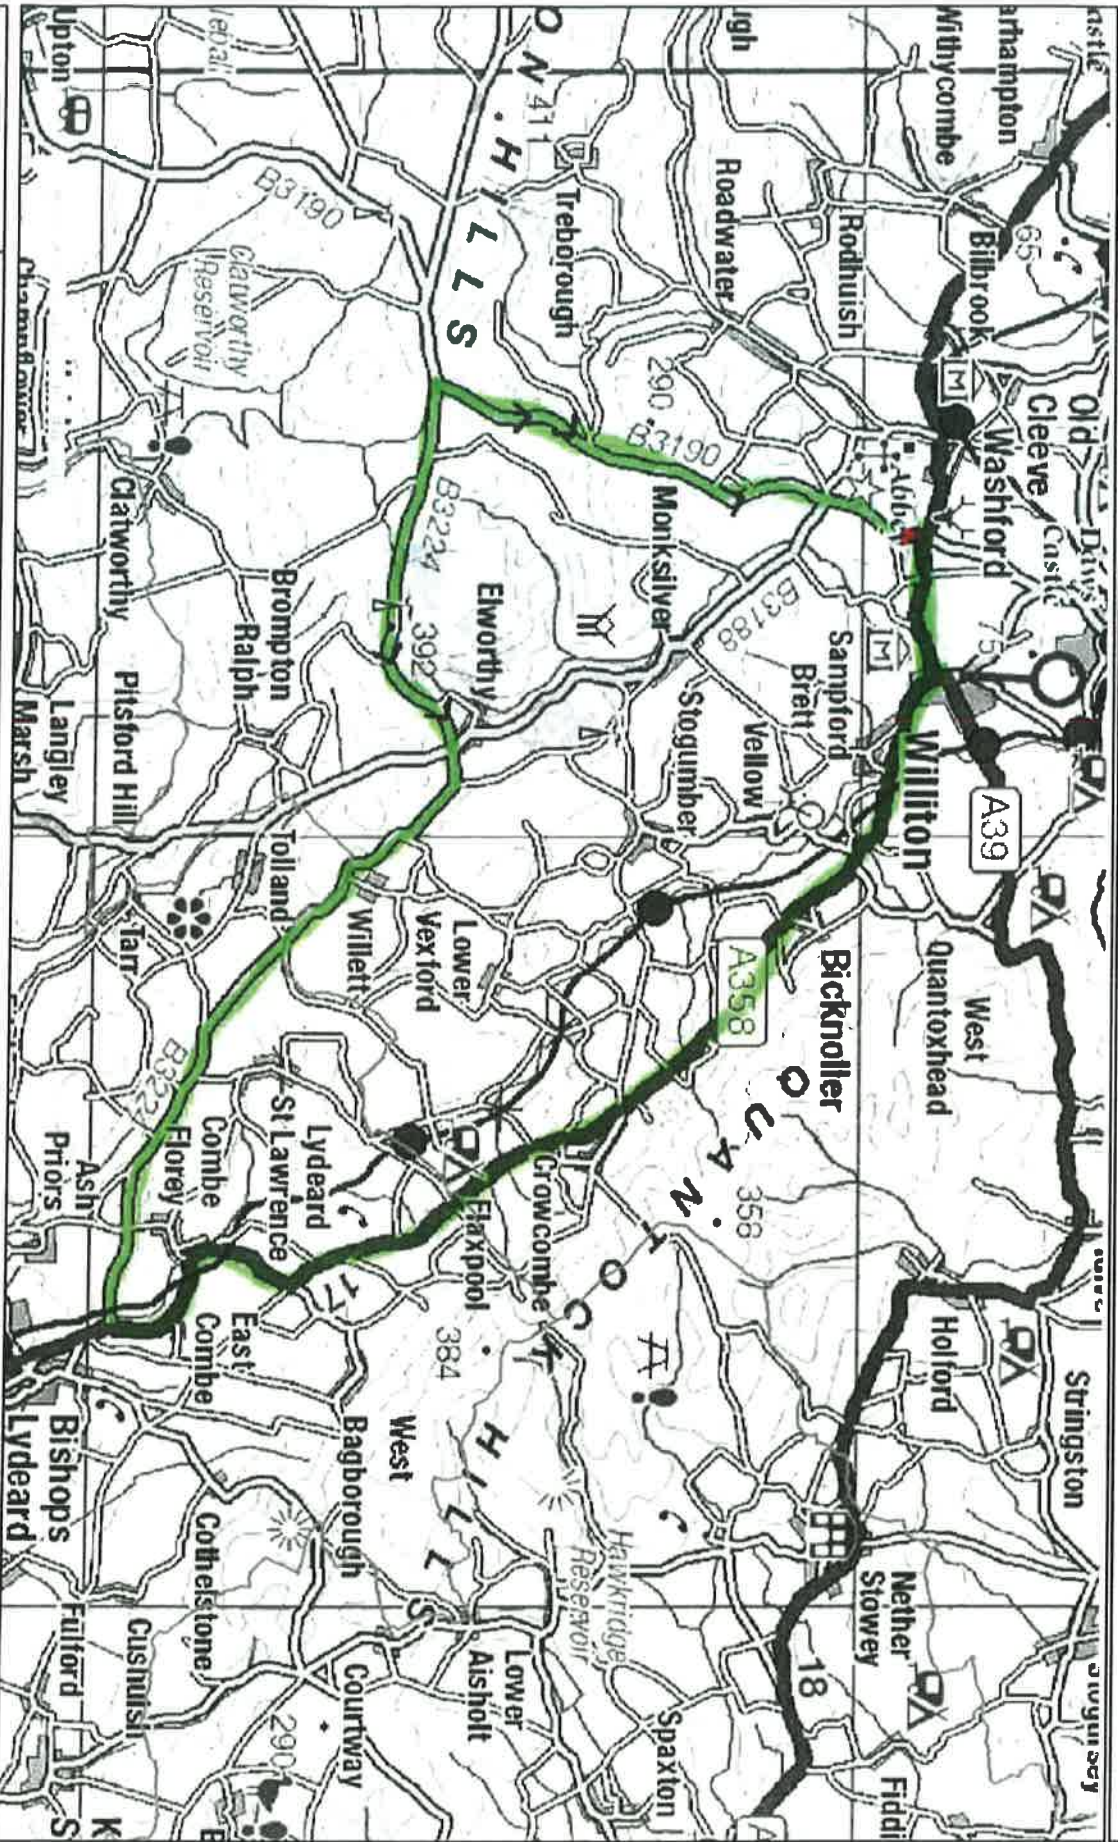 Withycombe
Bilbrook
65
Old
Cleeve
Washford
75
A39
Williton
West
Quantoxhead
Holford
Stringston
Nether
Stowey
18
Rodhuish
Roadwater
Treborough
411
290
B3190
Monksilver
B3188
Sampford
Brett
Vellow
Stogumber
Bicknoller
A358
QUANTOCK
HILLS
358
Elworthy
392
B3224
Lower
Vexford
Willett
Crowcombe
Flaxpool
384
17
West
Bagborough
Hawkridge
Reservoir
Lower
Aisholt
Spaxton
Courtway
290
HILLS
B3190
Clatworthy
Reservoir
Upton
Clatworthy
Brompton
Ralph
Pitsford Hill
Langley
Marsh
Tolland
Tarr
Lydeard
St Lawrence
Combe
Florey
Ash
Priors
East
Combe
Bishops
Lydeard
Cothelstone
Cushuish
Fulford